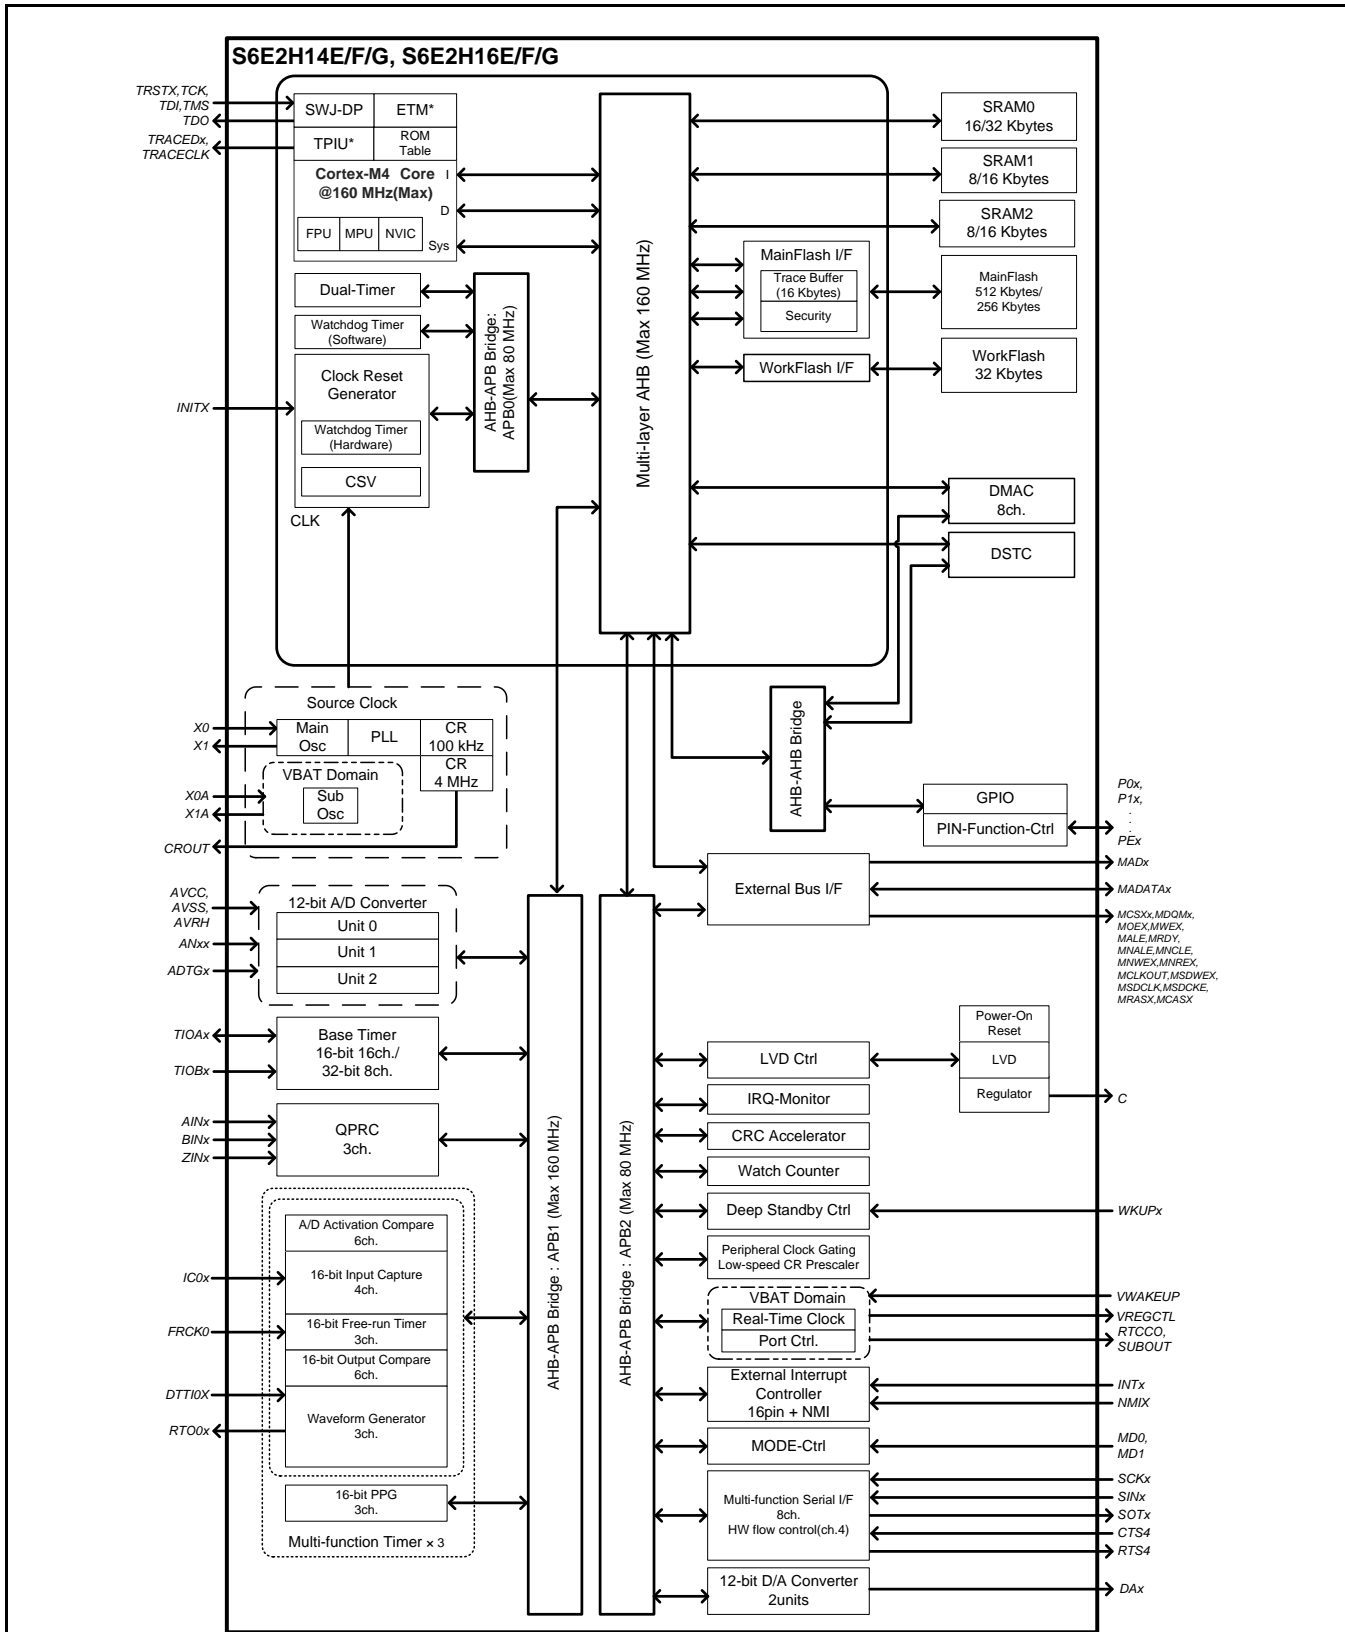 S6E2H14E/F/G, S6E2H16E/F/G
TRSTX,TCK,
TDI,TMS
TDO
TRACEDx,
TRACECLK
SWJ-DP
ETM*
TPIU*
ROM
Table
Cortex-M4 Core
@160 MHz(Max)
I
D
Sys
FPU
MPU
NVIC
Dual-Timer
Watchdog Timer
(Software)
Clock Reset
Generator
Watchdog Timer
(Hardware)
CSV
CLK
INITX
AHB-APB Bridge:
APB0(Max 80 MHz)
Multi-layer AHB (Max 160 MHz)
SRAM0
16/32 Kbytes
SRAM1
8/16 Kbytes
SRAM2
8/16 Kbytes
MainFlash I/F
Trace Buffer
(16 Kbytes)
Security
MainFlash
512 Kbytes/
256 Kbytes
WorkFlash I/F
WorkFlash
32 Kbytes
DMAC
8ch.
DSTC
Source Clock
X0
X1
Main
Osc
PLL
CR
100 kHz
CR
4 MHz
VBAT Domain
Sub
Osc
X0A
X1A
CROUT
AHB-AHB Bridge
GPIO
PIN-Function-Ctrl
P0x,
P1x,
.
.
PEx
External Bus I/F
MADx
MADATAx
MCSXx,MDQMx,
MOEX,MWEX,
MALE,MRDY,
MNALE,MNCLE,
MNWEX,MNREX,
MCLKOUT,MSDWEX,
MSDCLK,MSDCKE,
MRASX,MCASX
AVCC,
AVSS,
AVRH
ANxx
ADTGx
12-bit A/D Converter
Unit 0
Unit 1
Unit 2
TIOAx
TIOBx
Base Timer
16-bit 16ch./
32-bit 8ch.
AINx
BINx
ZINx
QPRC
3ch.
A/D Activation Compare
6ch.
IC0x
16-bit Input Capture
4ch.
FRCK0
16-bit Free-run Timer
3ch.
16-bit Output Compare
6ch.
DTTI0X
RTO0x
Waveform Generator
3ch.
16-bit PPG
3ch.
Multi-function Timer × 3
AHB-APB Bridge : APB1 (Max 160 MHz)
AHB-APB Bridge : APB2 (Max 80 MHz)
LVD Ctrl
Power-On
Reset
LVD
Regulator
C
IRQ-Monitor
CRC Accelerator
Watch Counter
Deep Standby Ctrl
WKUPx
Peripheral Clock Gating
Low-speed CR Prescaler
VBAT Domain
Real-Time Clock
Port Ctrl.
VWAKEUP
VREGCTL
RTCCO,
SUBOUT
External Interrupt
Controller
16pin + NMI
INTx
NMIX
MODE-Ctrl
MD0,
MD1
Multi-function Serial I/F
8ch.
HW flow control(ch.4)
SCKx
SINx
SOTx
CTS4
RTS4
12-bit D/A Converter
2units
DAx